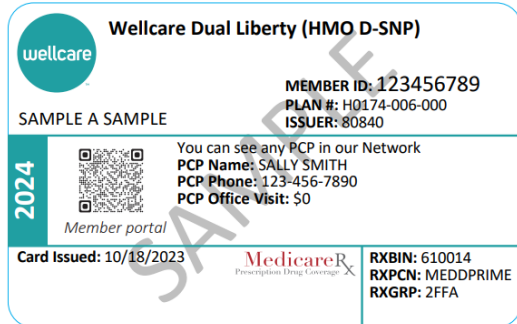 wellcare
Wellcare Dual Liberty (HMO D-SNP)
MEMBER ID: 123456789
PLAN #: H0174-006-000
ISSUER: 80840
SAMPLE A SAMPLE
SAMPLE
2024
Member portal
You can see any PCP in our Network
PCP Name: SALLY SMITH
PCP Phone: 123-456-7890
PCP Office Visit: $0
Card Issued: 10/18/2023
MedicareRx
Prescription Drug Coverage
RXBIN: 610014
RXPCN: MEDDPRIME
RXGRP: 2FFA